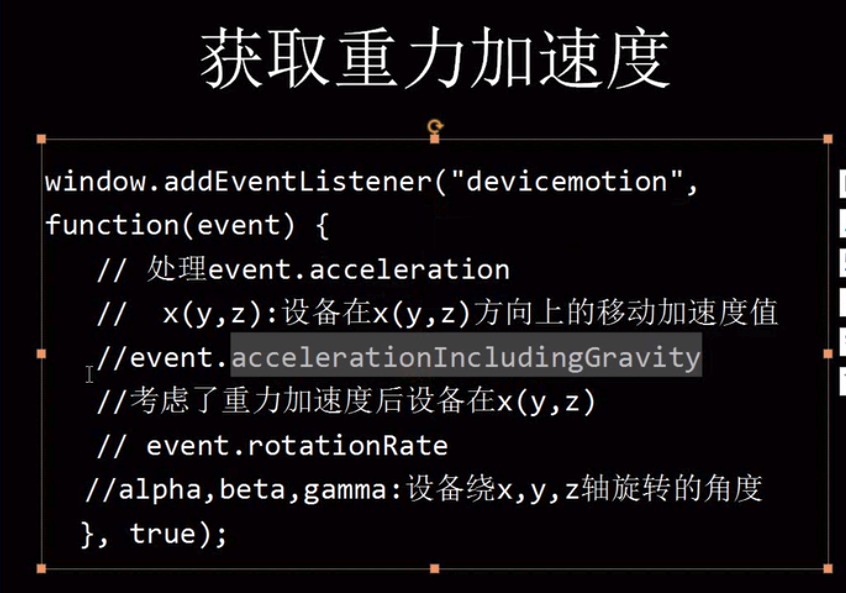 获取重力加速度
window.addEventListener("devicemotion",
function(event) {
// 处理event.acceleration
// x(y,z):设备在x(y,z)方向上的移动加速度值
//event.accelerationIncludingGravity
//考虑了重力加速度后设备在x(y,z)
// event.rotationRate
//alpha,beta,gamma:设备绕x,y,z轴旋转的角度
}, true);